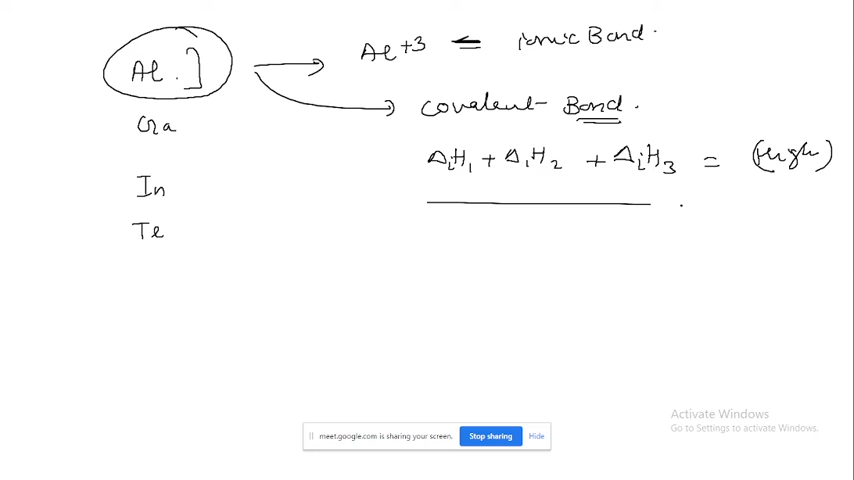 Al
Al+3 = ionic Bond.
Covalent Bond.
Ga
ΔiH1 + ΔiH2 + ΔiH3 = (High)
In
Te
Activate Windows
Go to Settings to activate Windows.
meet.google.com is sharing your screen. Stop sharing Hide